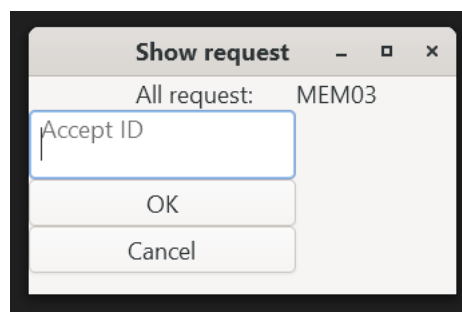 Show request
All request: MEM03
Accept ID
OK
Cancel